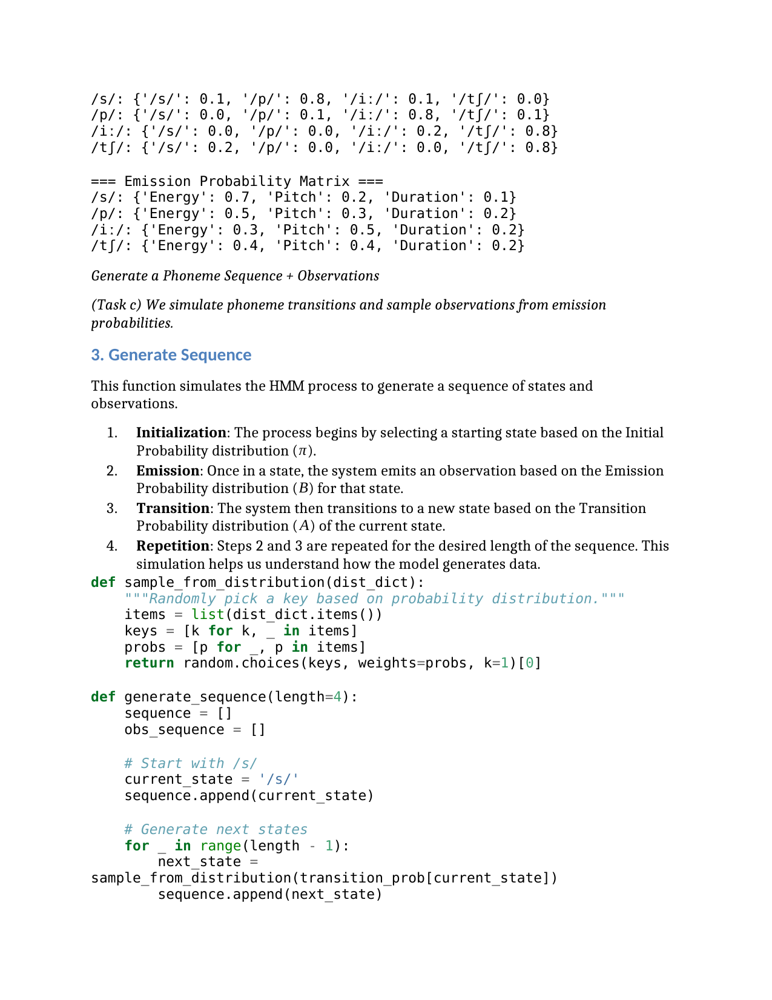 /s/: {'/s/': 0.1, '/p/': 0.8, '/iː/': 0.1, '/tʃ/': 0.0}
/p/: {'/s/': 0.0, '/p/': 0.1, '/iː/': 0.8, '/tʃ/': 0.1}
/iː/: {'/s/': 0.0, '/p/': 0.0, '/iː/': 0.2, '/tʃ/': 0.8}
/tʃ/: {'/s/': 0.2, '/p/': 0.0, '/iː/': 0.0, '/tʃ/': 0.8}

=== Emission Probability Matrix ===
/s/: {'Energy': 0.7, 'Pitch': 0.2, 'Duration': 0.1}
/p/: {'Energy': 0.5, 'Pitch': 0.3, 'Duration': 0.2}
/iː/: {'Energy': 0.3, 'Pitch': 0.5, 'Duration': 0.2}
/tʃ/: {'Energy': 0.4, 'Pitch': 0.4, 'Duration': 0.2}

Generate a Phoneme Sequence + Observations

(Task c) We simulate phoneme transitions and sample observations from emission
probabilities.

3. Generate Sequence

This function simulates the HMM process to generate a sequence of states and
observations.

1. Initialization: The process begins by selecting a starting state based on the Initial
Probability distribution (π).
2. Emission: Once in a state, the system emits an observation based on the Emission
Probability distribution (B) for that state.
3. Transition: The system then transitions to a new state based on the Transition
Probability distribution (A) of the current state.
4. Repetition: Steps 2 and 3 are repeated for the desired length of the sequence. This
simulation helps us understand how the model generates data.
def sample_from_distribution(dist_dict):
    """Randomly pick a key based on probability distribution."""
    items = list(dist_dict.items())
    keys = [k for k, _ in items]
    probs = [p for _, p in items]
    return random.choices(keys, weights=probs, k=1)[0]

def generate_sequence(length=4):
    sequence = []
    obs_sequence = []

    # Start with /s/
    current_state = '/s/'
    sequence.append(current_state)

    # Generate next states
    for _ in range(length - 1):
        next_state =
sample_from_distribution(transition_prob[current_state])
        sequence.append(next_state)